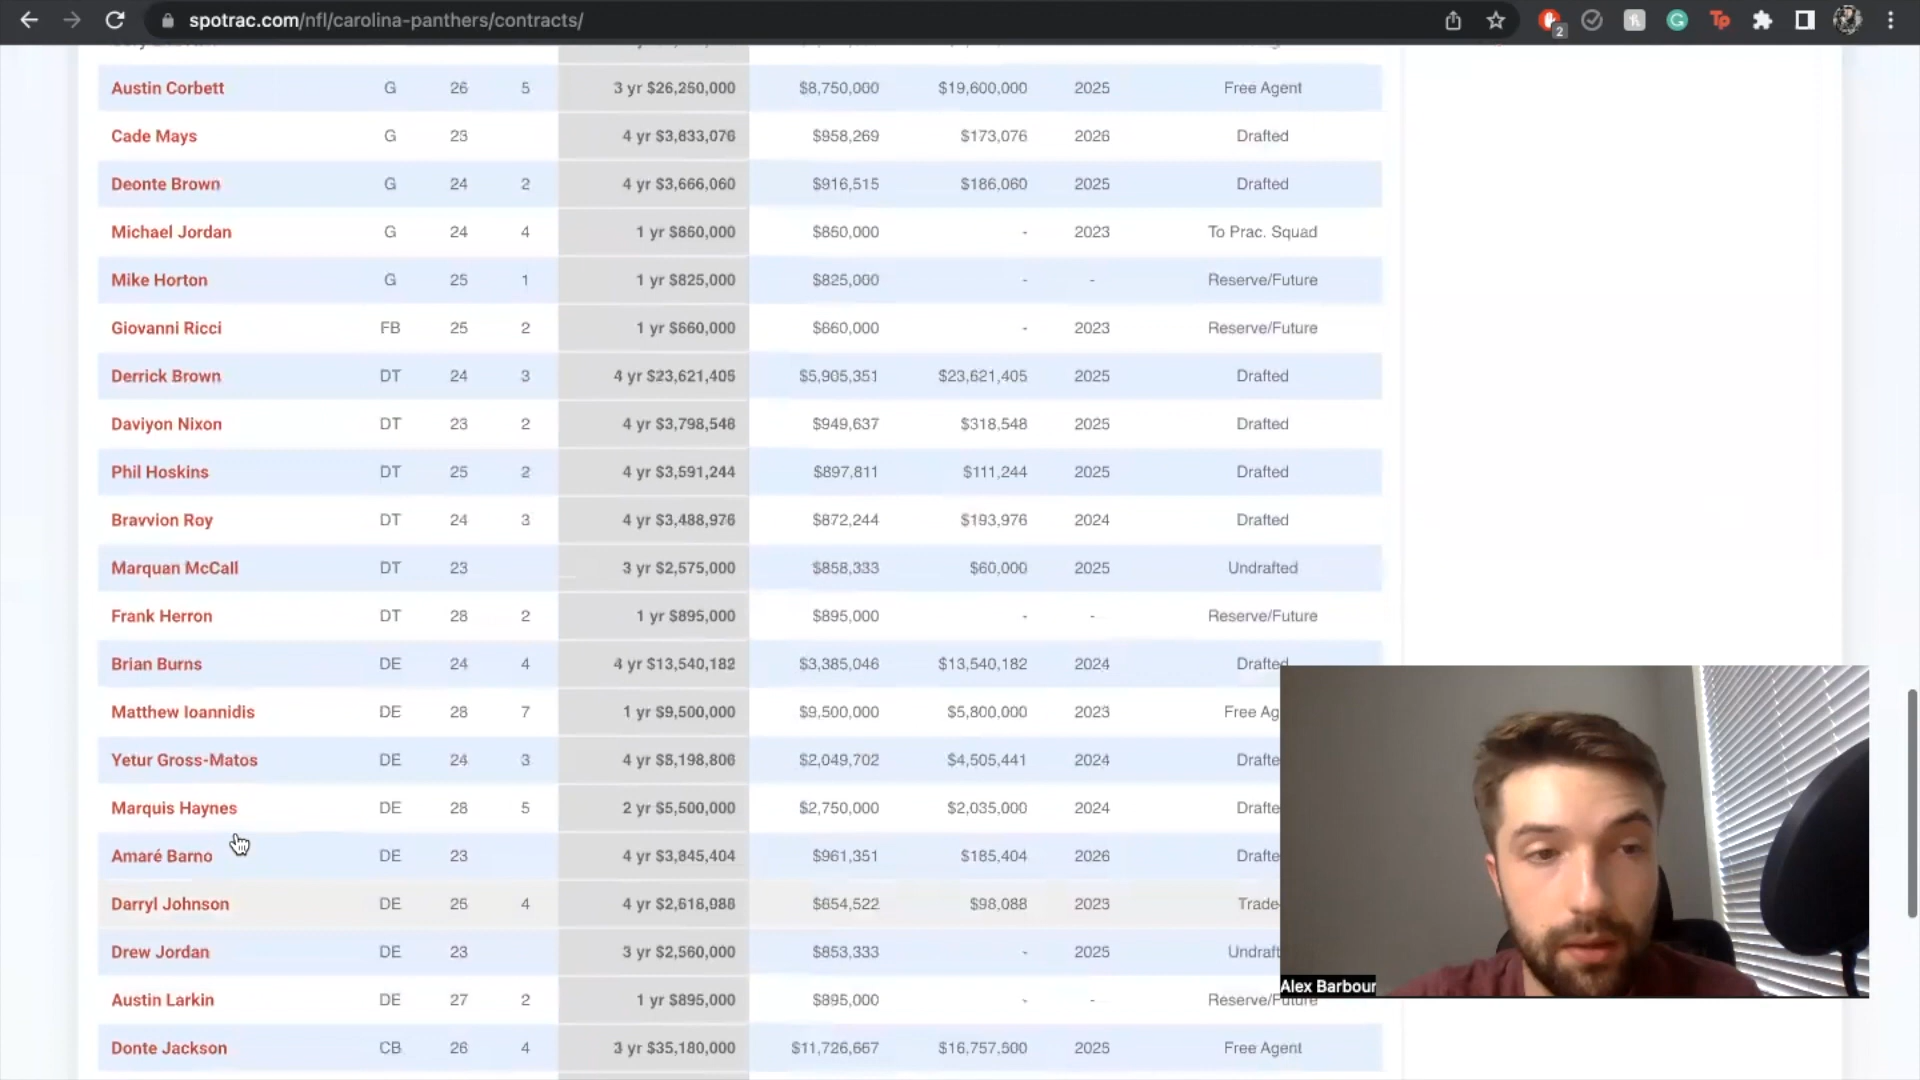 spotrac.com/nfl/carolina-panthers/contracts/
2
Austin Corbett G 26 5 3 yr $26,250,000 $8,750,000 $19,600,000 2025 Free Agent
Cade Mays G 23 4 yr $3,833,076 $958,269 $173,076 2026 Drafted
Deonte Brown G 24 2 4 yr $3,666,060 $916,515 $186,060 2025 Drafted
Michael Jordan G 24 4 1 yr $860,000 $860,000 - 2023 To Prac. Squad
Mike Horton G 25 1 1 yr $825,000 $825,000 - - Reserve/Future
Giovanni Ricci FB 25 2 1 yr $660,000 $660,000 - 2023 Reserve/Future
Derrick Brown DT 24 3 4 yr $23,621,405 $5,905,351 $23,621,405 2025 Drafted
Daviyon Nixon DT 23 2 4 yr $3,798,548 $949,637 $318,548 2025 Drafted
Phil Hoskins DT 25 2 4 yr $3,591,244 $897,811 $111,244 2025 Drafted
Bravvion Roy DT 24 3 4 yr $3,488,976 $872,244 $193,976 2024 Drafted
Marquan McCall DT 23 3 yr $2,575,000 $858,333 $60,000 2025 Undrafted
Frank Herron DT 28 2 1 yr $895,000 $895,000 - - Reserve/Future
Brian Burns DE 24 4 4 yr $13,540,182 $3,385,046 $13,540,182 2024 Drafted
Matthew Ioannidis DE 28 7 1 yr $9,500,000 $9,500,000 $5,800,000 2023 Free Ag
Yetur Gross-Matos DE 24 3 4 yr $8,198,806 $2,049,702 $4,505,441 2024 Drafte
Marquis Haynes DE 28 5 2 yr $5,500,000 $2,750,000 $2,035,000 2024 Drafte
Amaré Barno DE 23 4 yr $3,845,404 $961,351 $185,404 2026 Drafte
Darryl Johnson DE 25 4 4 yr $2,618,088 $654,522 $98,088 2023 Trade
Drew Jordan DE 23 3 yr $2,560,000 $853,333 - 2025 Undraft
Austin Larkin DE 27 2 1 yr $895,000 $895,000 - - Reserve/Future
Donte Jackson CB 26 4 3 yr $35,180,000 $11,726,667 $16,757,500 2025 Free Agent
Alex Barbour